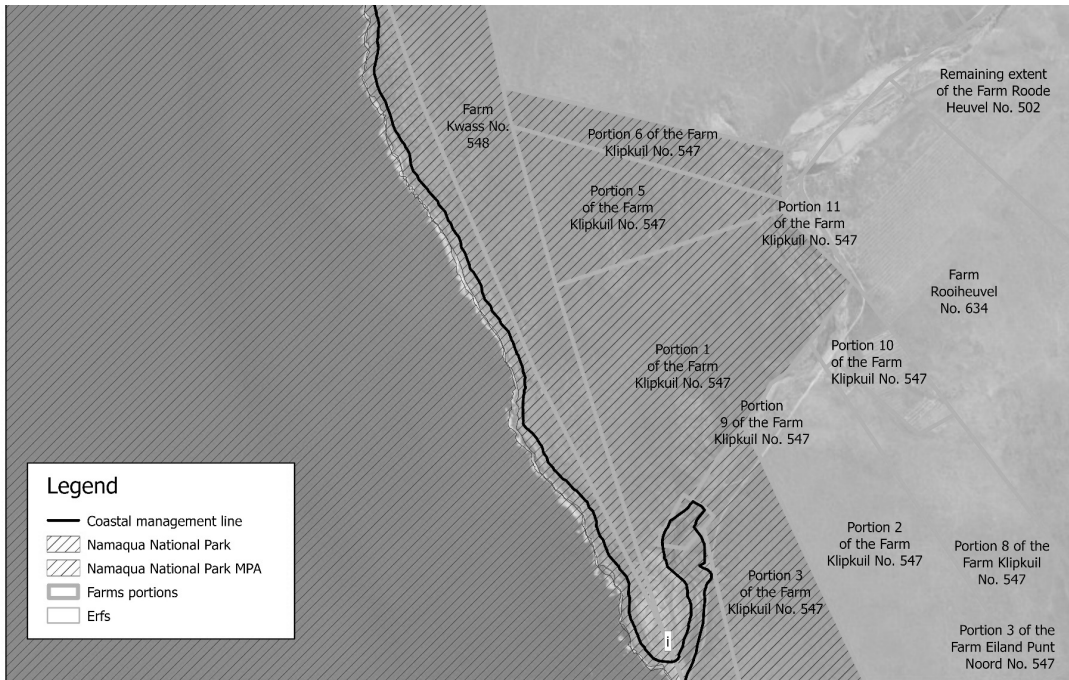 Remaining extent
of the Farm Roode
Heuvel No. 502
Farm
Kwass No.
548
Portion 6 of the Farm
Klipkuil No. 547
Portion 5
of the Farm
Klipkuil No. 547
Portion 11
of the Farm
Klipkuil No. 547
Farm
Rooiheuvel
No. 634
Portion 1
of the Farm
Klipkuil No. 547
Portion 10
of the Farm
Klipkuil No. 547
Portion
9 of the Farm
Klipkuil No. 547
Portion 2
of the Farm
Klipkuil No. 547
Portion 8 of the
Farm Klipkuil
No. 547
Portion 3
of the Farm
Klipkuil No. 547
Portion 3 of the
Farm Eiland Punt
Noord No. 547
i
Legend
Coastal management line
Namaqua National Park
Namaqua National Park MPA
Farms portions
Erfs